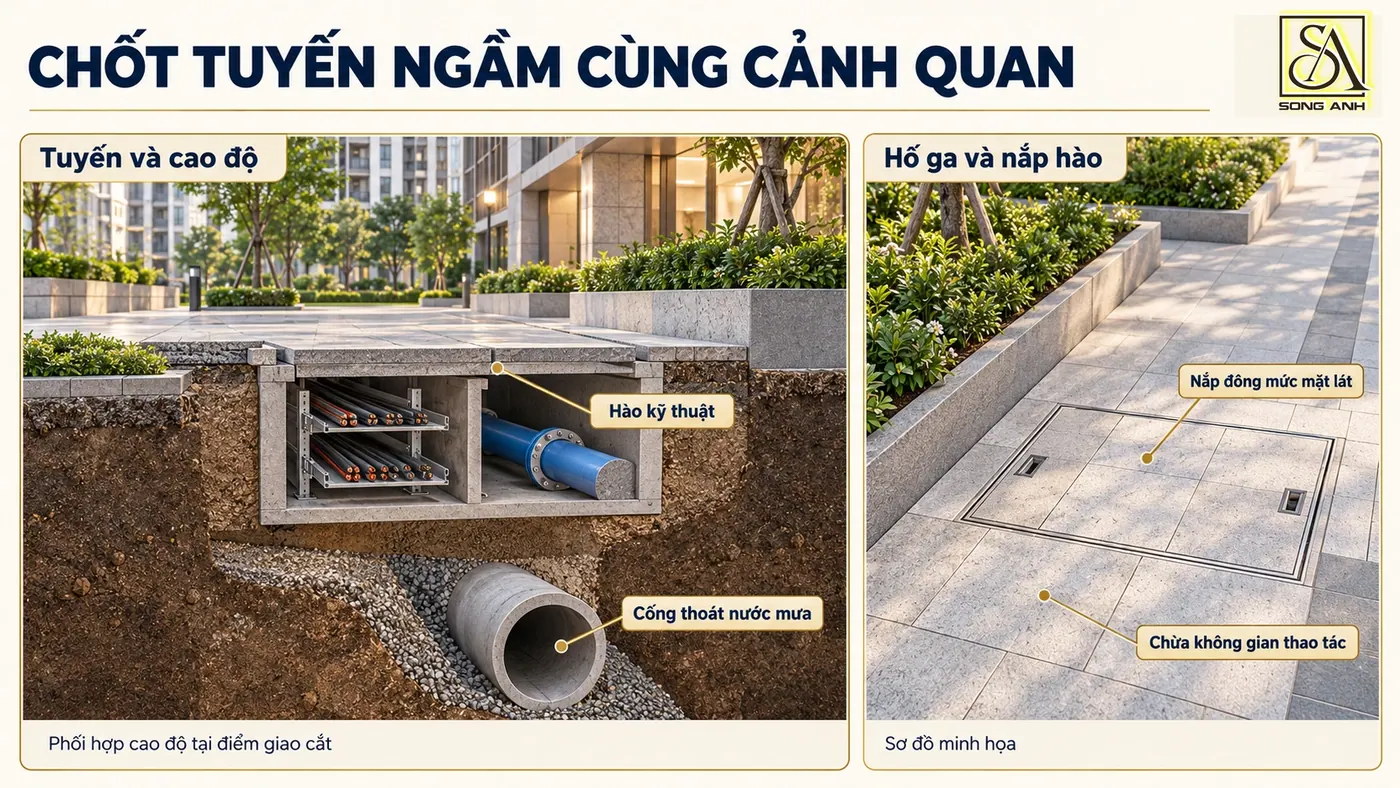 CHỐT TUYẾN NGẦM CÙNG CẢNH QUAN
SA
SONG ANH
Tuyến và cao độ
Hào kỹ thuật
Cống thoát nước mưa
Phối hợp cao độ tại điểm giao cắt
Hố ga và nắp hào
Nắp đông mức mặt lát
Chừa không gian thao tác
Sơ đồ minh họa